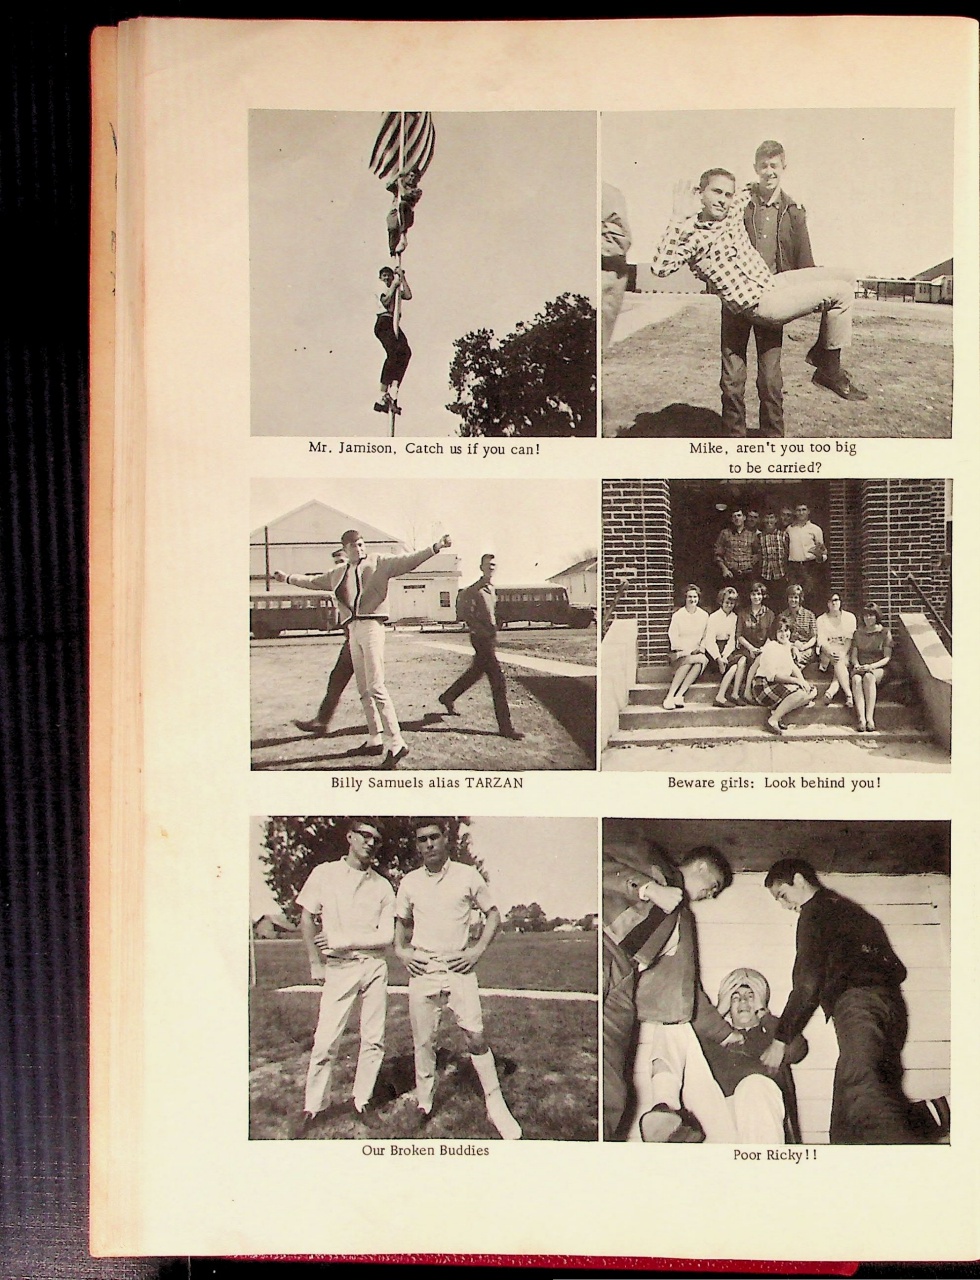 Mr. Jamison, Catch us if you can!
Mike, aren't you too big
to be carried?
Billy Samuels alias TARZAN
Beware girls: Look behind you!
Our Broken Buddies
Poor Ricky!!